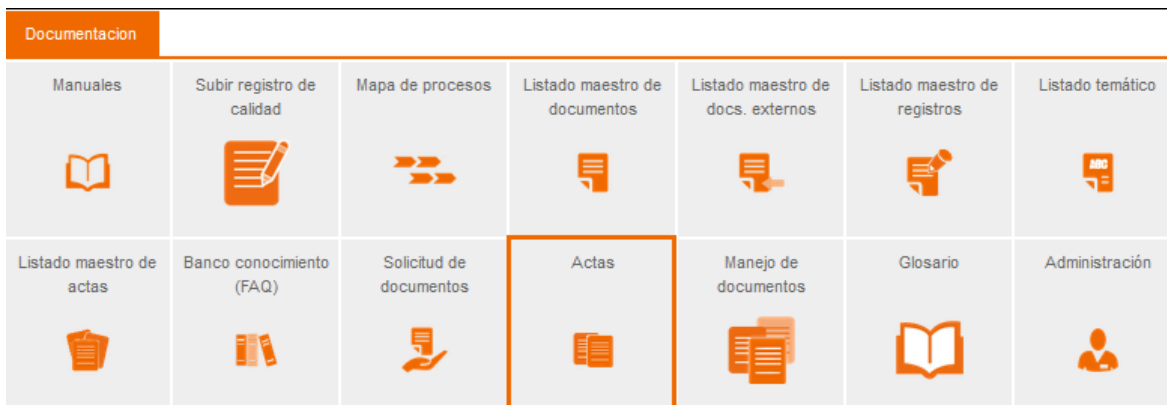 Documentacion
Manuales
Subir registro de
calidad
Mapa de procesos
Listado maestro de
documentos
Listado maestro de
docs. externos
Listado maestro de
registros
Listado temático
ABC
Listado maestro de
actas
Banco conocimiento
(FAQ)
Solicitud de
documentos
Actas
Manejo de
documentos
Glosario
Administración